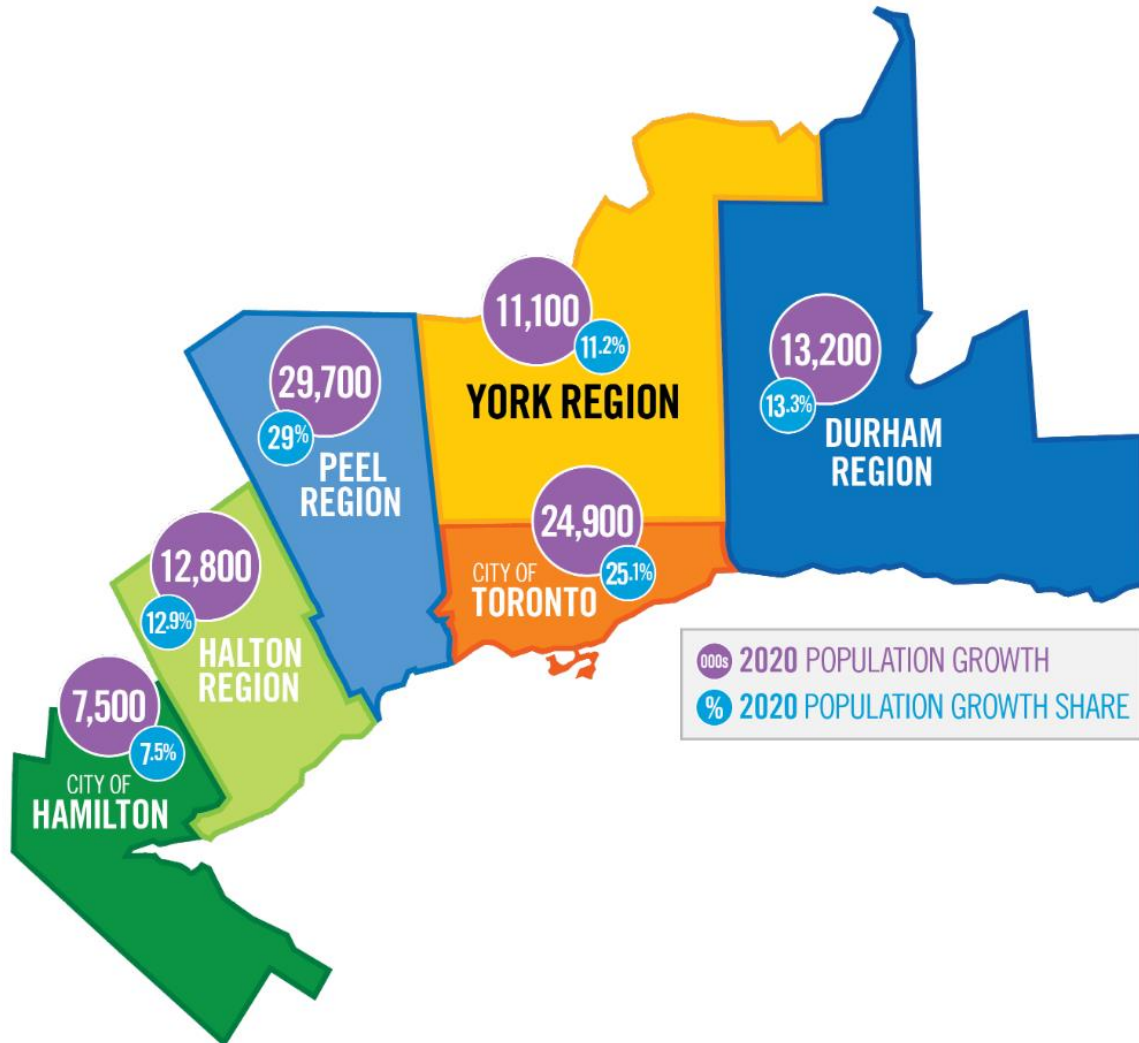 11,100
11.2%
YORK REGION
13,200
13.3%
DURHAM
REGION
29,700
29%
PEEL
REGION
24,900
25.1%
CITY OF
TORONTO
12,800
12.9%
HALTON
REGION
7,500
7.5%
CITY OF
HAMILTON
000s 2020 POPULATION GROWTH
% 2020 POPULATION GROWTH SHARE